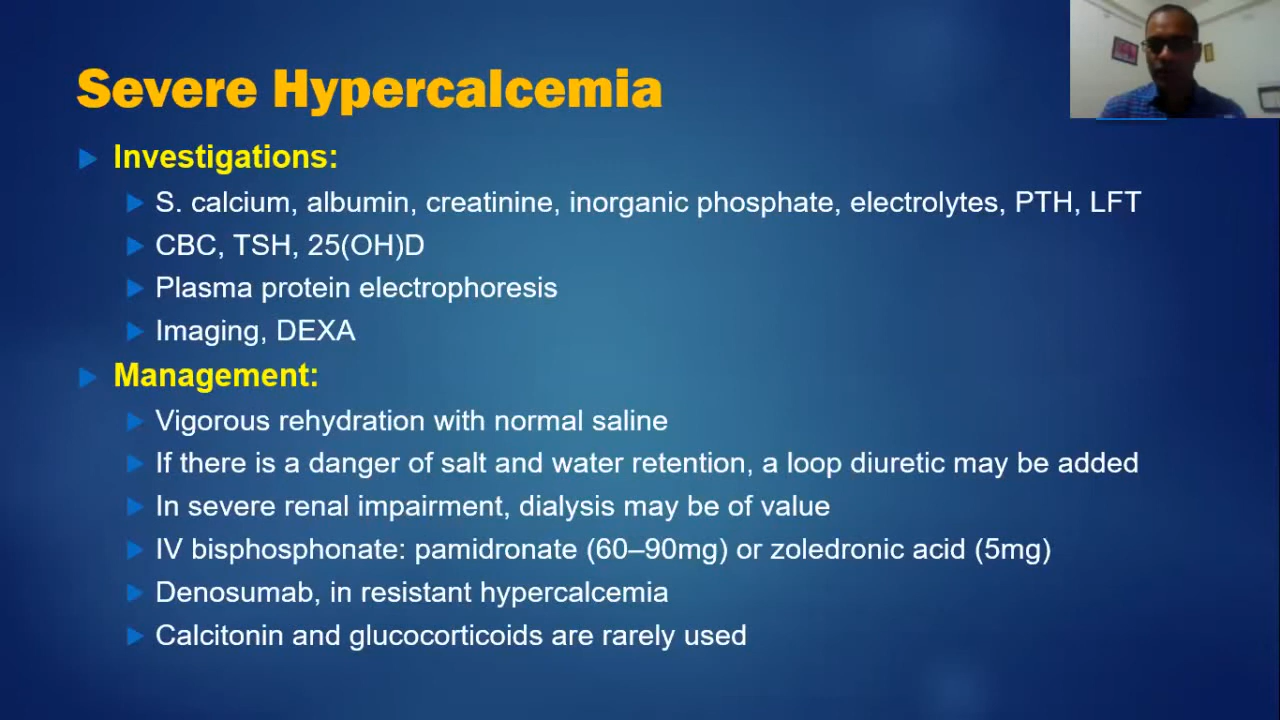 Severe Hypercalcemia
Investigations:
S. calcium, albumin, creatinine, inorganic phosphate, electrolytes, PTH, LFT
CBC, TSH, 25(OH)D
Plasma protein electrophoresis
Imaging, DEXA
Management:
Vigorous rehydration with normal saline
If there is a danger of salt and water retention, a loop diuretic may be added
In severe renal impairment, dialysis may be of value
IV bisphosphonate: pamidronate (60–90mg) or zoledronic acid (5mg)
Denosumab, in resistant hypercalcemia
Calcitonin and glucocorticoids are rarely used